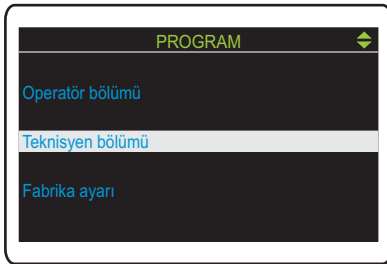 PROGRAM
Operatör bölümü
Teknisyen bölümü
Fabrika ayarı